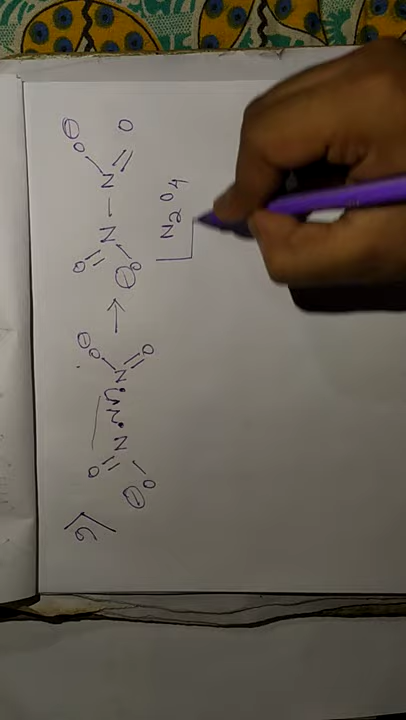 9> O O⊖ O O⊖
N · · N → N — N
⊖ O O ⊖ O O
N2O4